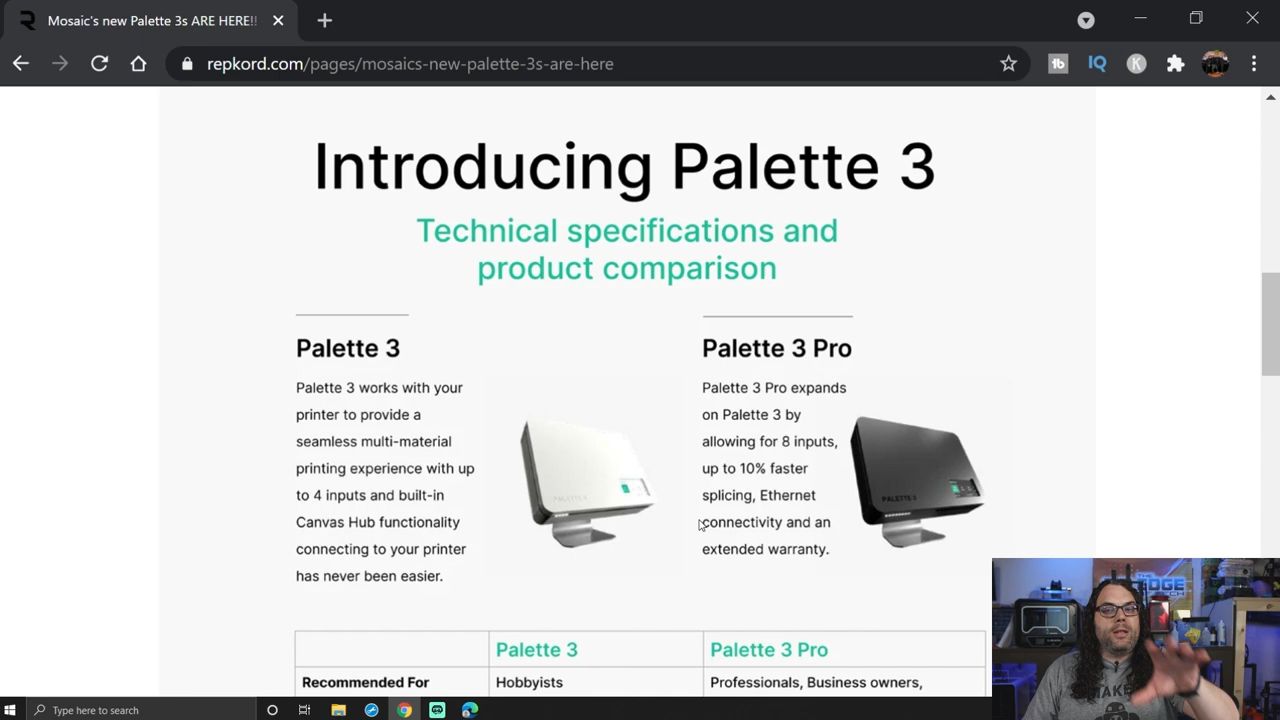 Mosaic's new Palette 3s ARE HERE!!
repkord.com/pages/mosaics-new-palette-3s-are-here
Introducing Palette 3
Technical specifications and
product comparison
Palette 3
Palette 3 works with your
printer to provide a
seamless multi-material
printing experience with up
to 4 inputs and built-in
Canvas Hub functionality
connecting to your printer
has never been easier.
Palette 3 Pro
Palette 3 Pro expands
on Palette 3 by
allowing for 8 inputs,
up to 10% faster
splicing, Ethernet
connectivity and an
extended warranty.
Palette 3 Palette 3 Pro
Recommended For Hobbyists Professionals, Business owners,
Type here to search